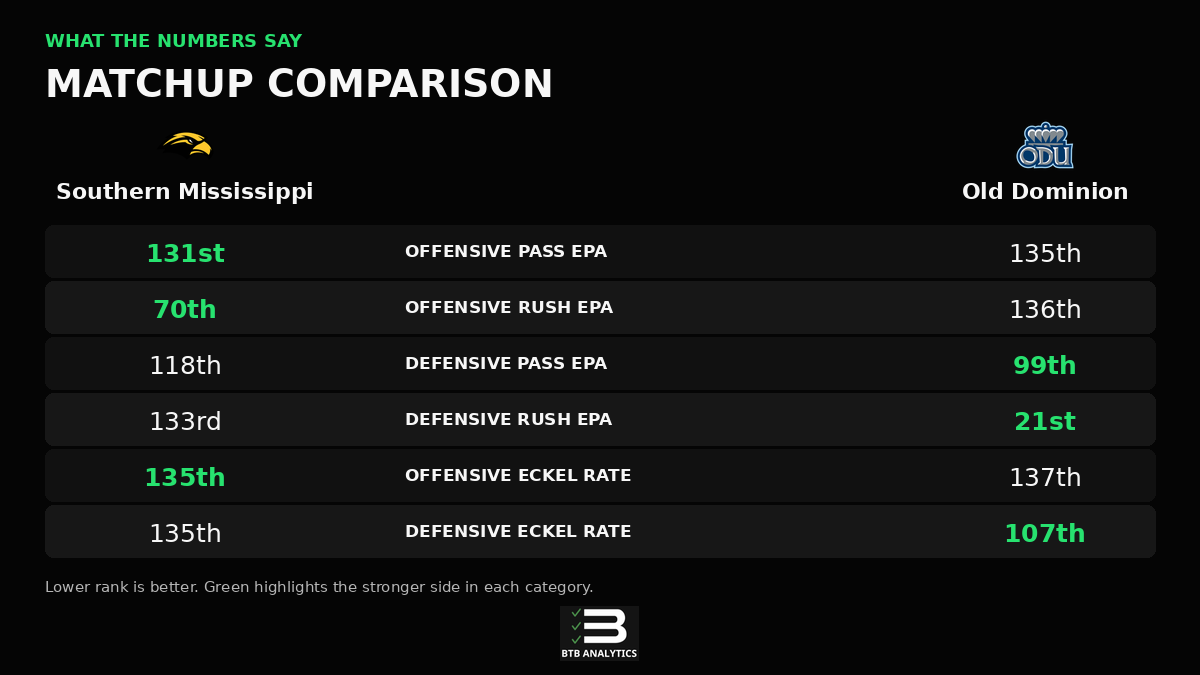 WHAT THE NUMBERS SAY
MATCHUP COMPARISON
ODU
Southern Mississippi
Old Dominion
131st OFFENSIVE PASS EPA 135th
70th OFFENSIVE RUSH EPA 136th
118th DEFENSIVE PASS EPA 99th
133rd DEFENSIVE RUSH EPA 21st
135th OFFENSIVE ECKEL RATE 137th
135th DEFENSIVE ECKEL RATE 107th
Lower rank is better. Green highlights the stronger side in each category.
BTB ANALYTICS